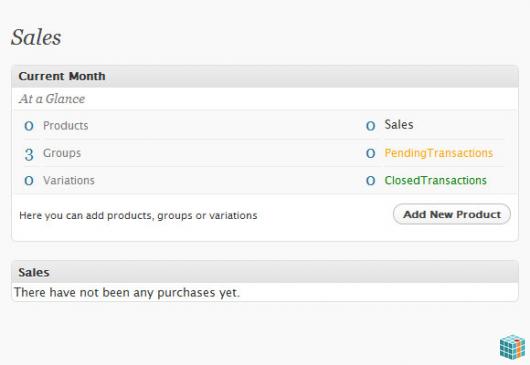 Sales
Current Month
At a Glance
0 Products 0 Sales
3 Groups 0 PendingTransactions
0 Variations 0 ClosedTransactions
Here you can add products, groups or variations Add New Product
Sales
There have not been any purchases yet.